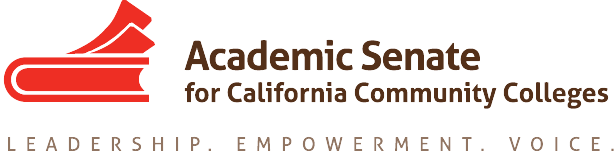 Academic Senate
for California Community Colleges
LEADERSHIP. EMPOWERMENT. VOICE.